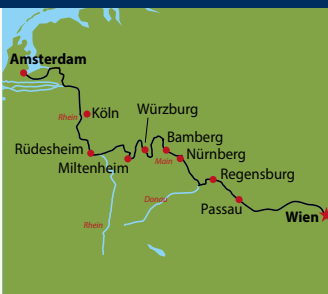 Amsterdam
Rhein
Köln
Würzburg
Rüdesheim
Bamberg
Miltenheim
Main
Nürnberg
Regensburg
Donau
Passau
Wien
Rhein